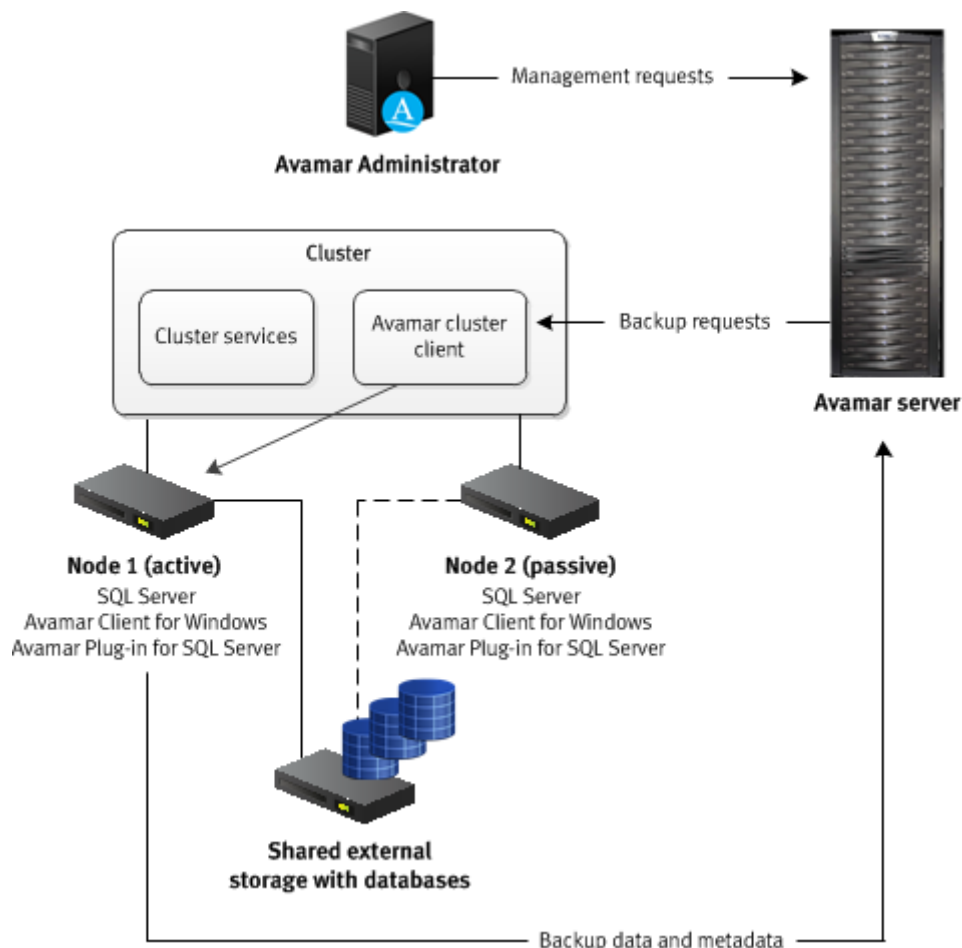 Management requests
Avamar Administrator
Cluster
Cluster services
Avamar cluster
client
Backup requests
Avamar server
Node 1 (active)
SQL Server
Avamar Client for Windows
Avamar Plug-in for SQL Server
Node 2 (passive)
SQL Server
Avamar Client for Windows
Avamar Plug-in for SQL Server
Shared external
storage with databases
Backup data and metadata